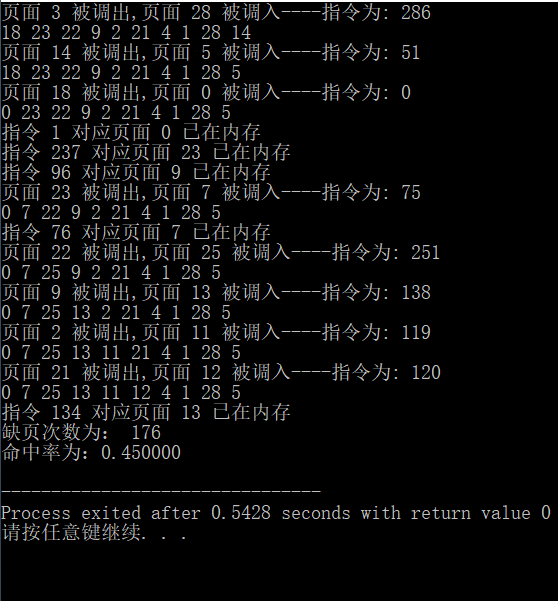 页面 3 被调出,页面 28 被调入----指令为: 286
18 23 22 9 2 21 4 1 28 14
页面 14 被调出,页面 5 被调入----指令为: 51
18 23 22 9 2 21 4 1 28 5
页面 18 被调出,页面 0 被调入----指令为: 0
0 23 22 9 2 21 4 1 28 5
指令 1 对应页面 0 已在内存
指令 237 对应页面 23 已在内存
指令 96 对应页面 9 已在内存
页面 23 被调出,页面 7 被调入----指令为: 75
0 7 22 9 2 21 4 1 28 5
指令 76 对应页面 7 已在内存
页面 22 被调出,页面 25 被调入----指令为: 251
0 7 25 9 2 21 4 1 28 5
页面 9 被调出,页面 13 被调入----指令为: 138
0 7 25 13 2 21 4 1 28 5
页面 2 被调出,页面 11 被调入----指令为: 119
0 7 25 13 11 21 4 1 28 5
页面 21 被调出,页面 12 被调入----指令为: 120
0 7 25 13 11 12 4 1 28 5
指令 134 对应页面 13 已在内存
缺页次数为： 176
命中率为：0.450000
--------------------------------
Process exited after 0.5428 seconds with return value 0
请按任意键继续. . .